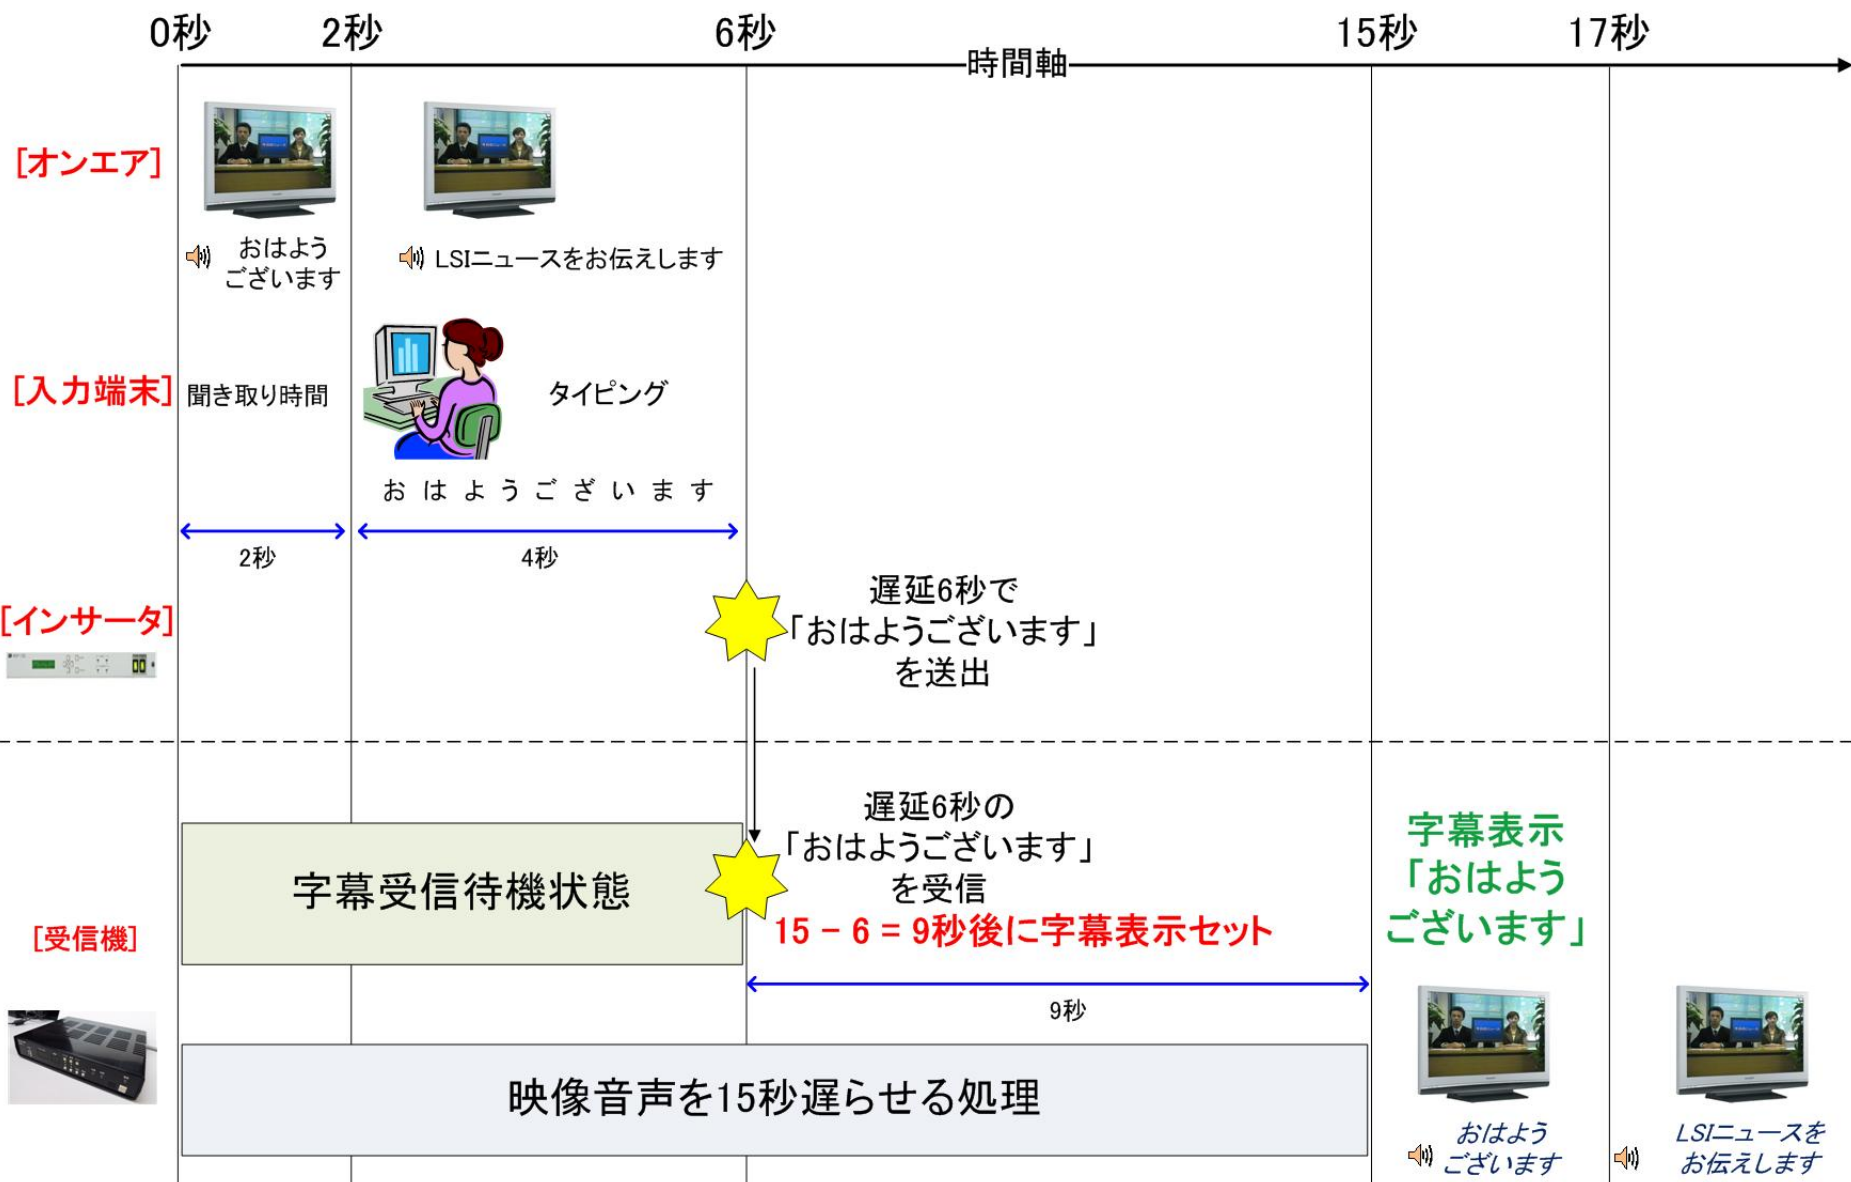 0秒
2秒
6秒
15秒
17秒
時間軸
[オンエア]
おはよう
ございます
LSIニュースをお伝えします
[入力端末]
聞き取り時間
タイピング
おはようございます
2秒
4秒
[インサータ]
遅延6秒で
「おはようございます」
を送出
遅延6秒の
「おはようございます」
を受信
15 − 6 = 9秒後に字幕表示セット
字幕受信待機状態
[受信機]
9秒
映像音声を15秒遅らせる処理
字幕表示
「おはよう
ございます」
おはよう
ございます
LSIニュースを
お伝えします